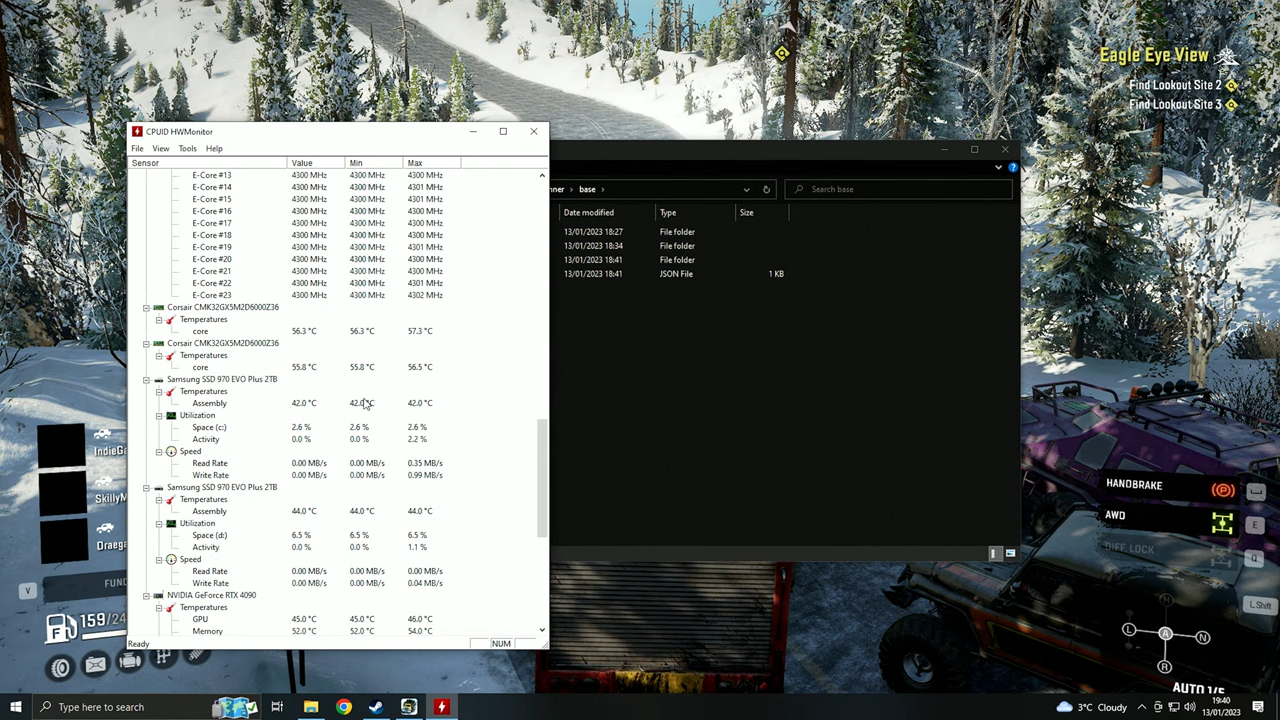 Eagle Eye View
Find Lookout Site 2
Find Lookout Site 3
CPUID HWMonitor
File View Tools Help
Sensor Value Min Max
E-Core #13 4300 MHz 4300 MHz 4300 MHz
E-Core #14 4300 MHz 4300 MHz 4301 MHz
E-Core #15 4300 MHz 4300 MHz 4301 MHz
E-Core #16 4300 MHz 4300 MHz 4301 MHz
E-Core #17 4300 MHz 4300 MHz 4300 MHz
E-Core #18 4300 MHz 4300 MHz 4300 MHz
E-Core #19 4300 MHz 4300 MHz 4301 MHz
E-Core #20 4300 MHz 4300 MHz 4300 MHz
E-Core #21 4300 MHz 4300 MHz 4300 MHz
E-Core #22 4300 MHz 4300 MHz 4301 MHz
E-Core #23 4300 MHz 4300 MHz 4302 MHz
Corsair CMK32GX5M2D6000Z36
Temperatures
core 56.3 °C 56.3 °C 57.3 °C
Corsair CMK32GX5M2D6000Z36
Temperatures
core 55.8 °C 55.8 °C 56.5 °C
Samsung SSD 970 EVO Plus 2TB
Temperatures
Assembly 42.0 °C 42.0 °C 42.0 °C
Utilization
Space (c:) 2.6 % 2.6 % 2.6 %
Activity 0.0 % 0.0 % 2.2 %
Speed
Read Rate 0.00 MB/s 0.00 MB/s 0.35 MB/s
Write Rate 0.00 MB/s 0.00 MB/s 0.99 MB/s
Samsung SSD 970 EVO Plus 2TB
Temperatures
Assembly 44.0 °C 44.0 °C 44.0 °C
Utilization
Space (d:) 6.5 % 6.5 % 6.5 %
Activity 0.0 % 0.0 % 1.1 %
Speed
Read Rate 0.00 MB/s 0.00 MB/s 0.00 MB/s
Write Rate 0.00 MB/s 0.00 MB/s 0.04 MB/s
NVIDIA GeForce RTX 4090
Temperatures
GPU 45.0 °C 45.0 °C 46.0 °C
Memory 52.0 °C 52.0 °C 54.0 °C
Ready NUM
base Search base
Date modified Type Size
13/01/2023 18:27 File folder
13/01/2023 18:34 File folder
13/01/2023 18:41 File folder
13/01/2023 18:41 JSON File 1 KB
IndieGa
SkillyM
Draega
V FUN
F 159/24
HANDBRAKE P
AWD E
DIFF LOCK Q
L.Shift
H
L A N
R
AUTO 1/5
Type here to search
3°C Cloudy
19:40
13/01/2023